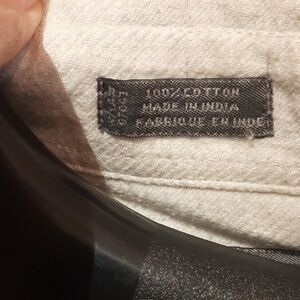 100% COTTON
MADE IN INDIA
FABRIQUE EN INDE